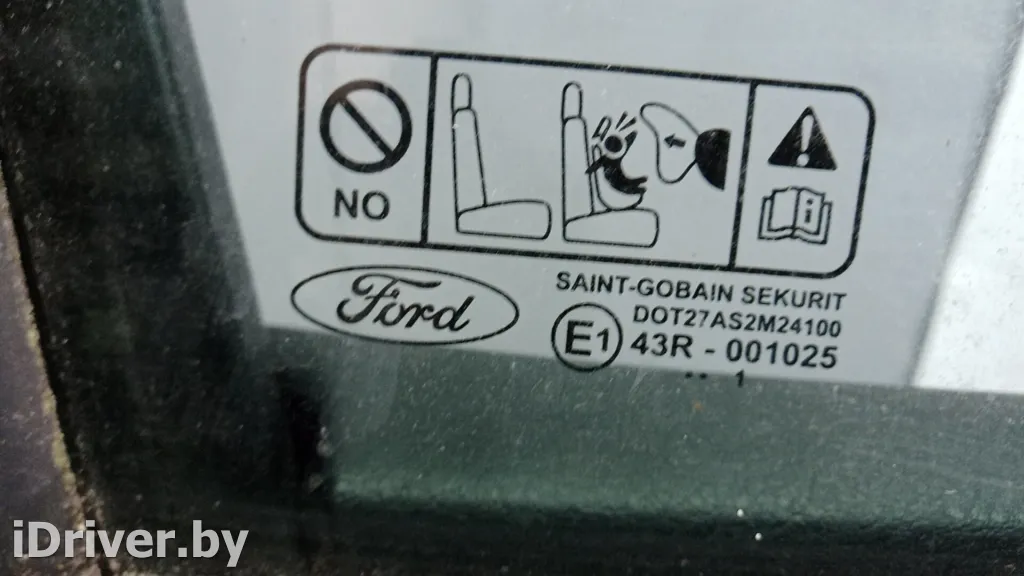 NO
Ford
SAINT-GOBAIN SEKURIT
DOT27AS2M24100
E1 43R - 001025
.. 1
iDriver.by